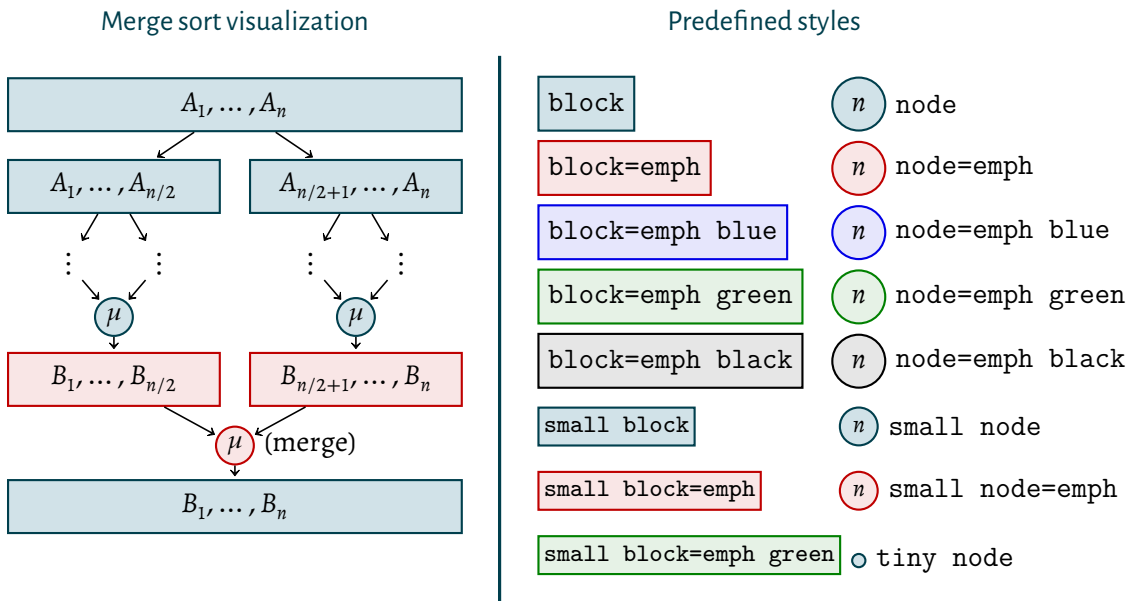 Merge sort visualization
A₁, … , Aₙ
A₁, … , Aₙ/₂
Aₙ/₂₊₁, … , Aₙ
⋮ ⋮ ⋮ ⋮
μ
μ
B₁, … , Bₙ/₂
Bₙ/₂₊₁, … , Bₙ
μ (merge)
B₁, … , Bₙ
Predefined styles
block
n node
block=emph
n node=emph
block=emph blue
n node=emph blue
block=emph green
n node=emph green
block=emph black
n node=emph black
small block
n small node
small block=emph
n small node=emph
small block=emph green
tiny node